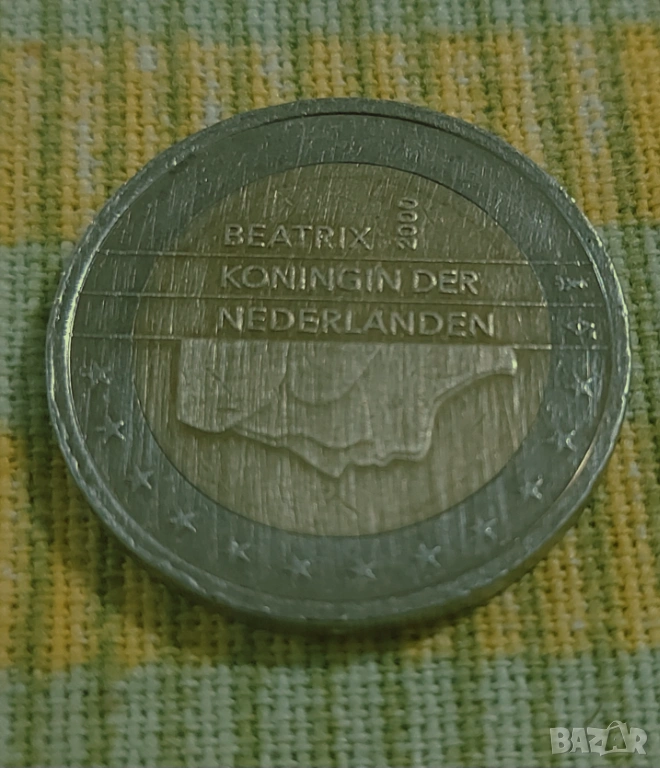 BEATRIX 2000
KONINGIN DER
NEDERLANDEN
BAZAR